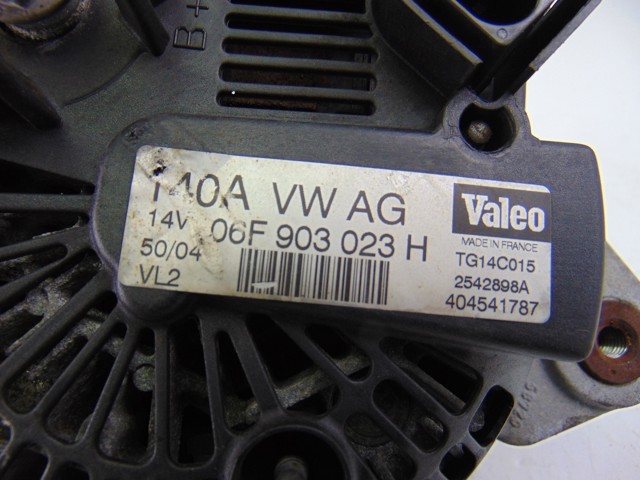 B+
140A VW AG
14V 06F 903 023 H
50/04
VL2
Valeo
MADE IN FRANCE
TG14C015
2542898A
404541787